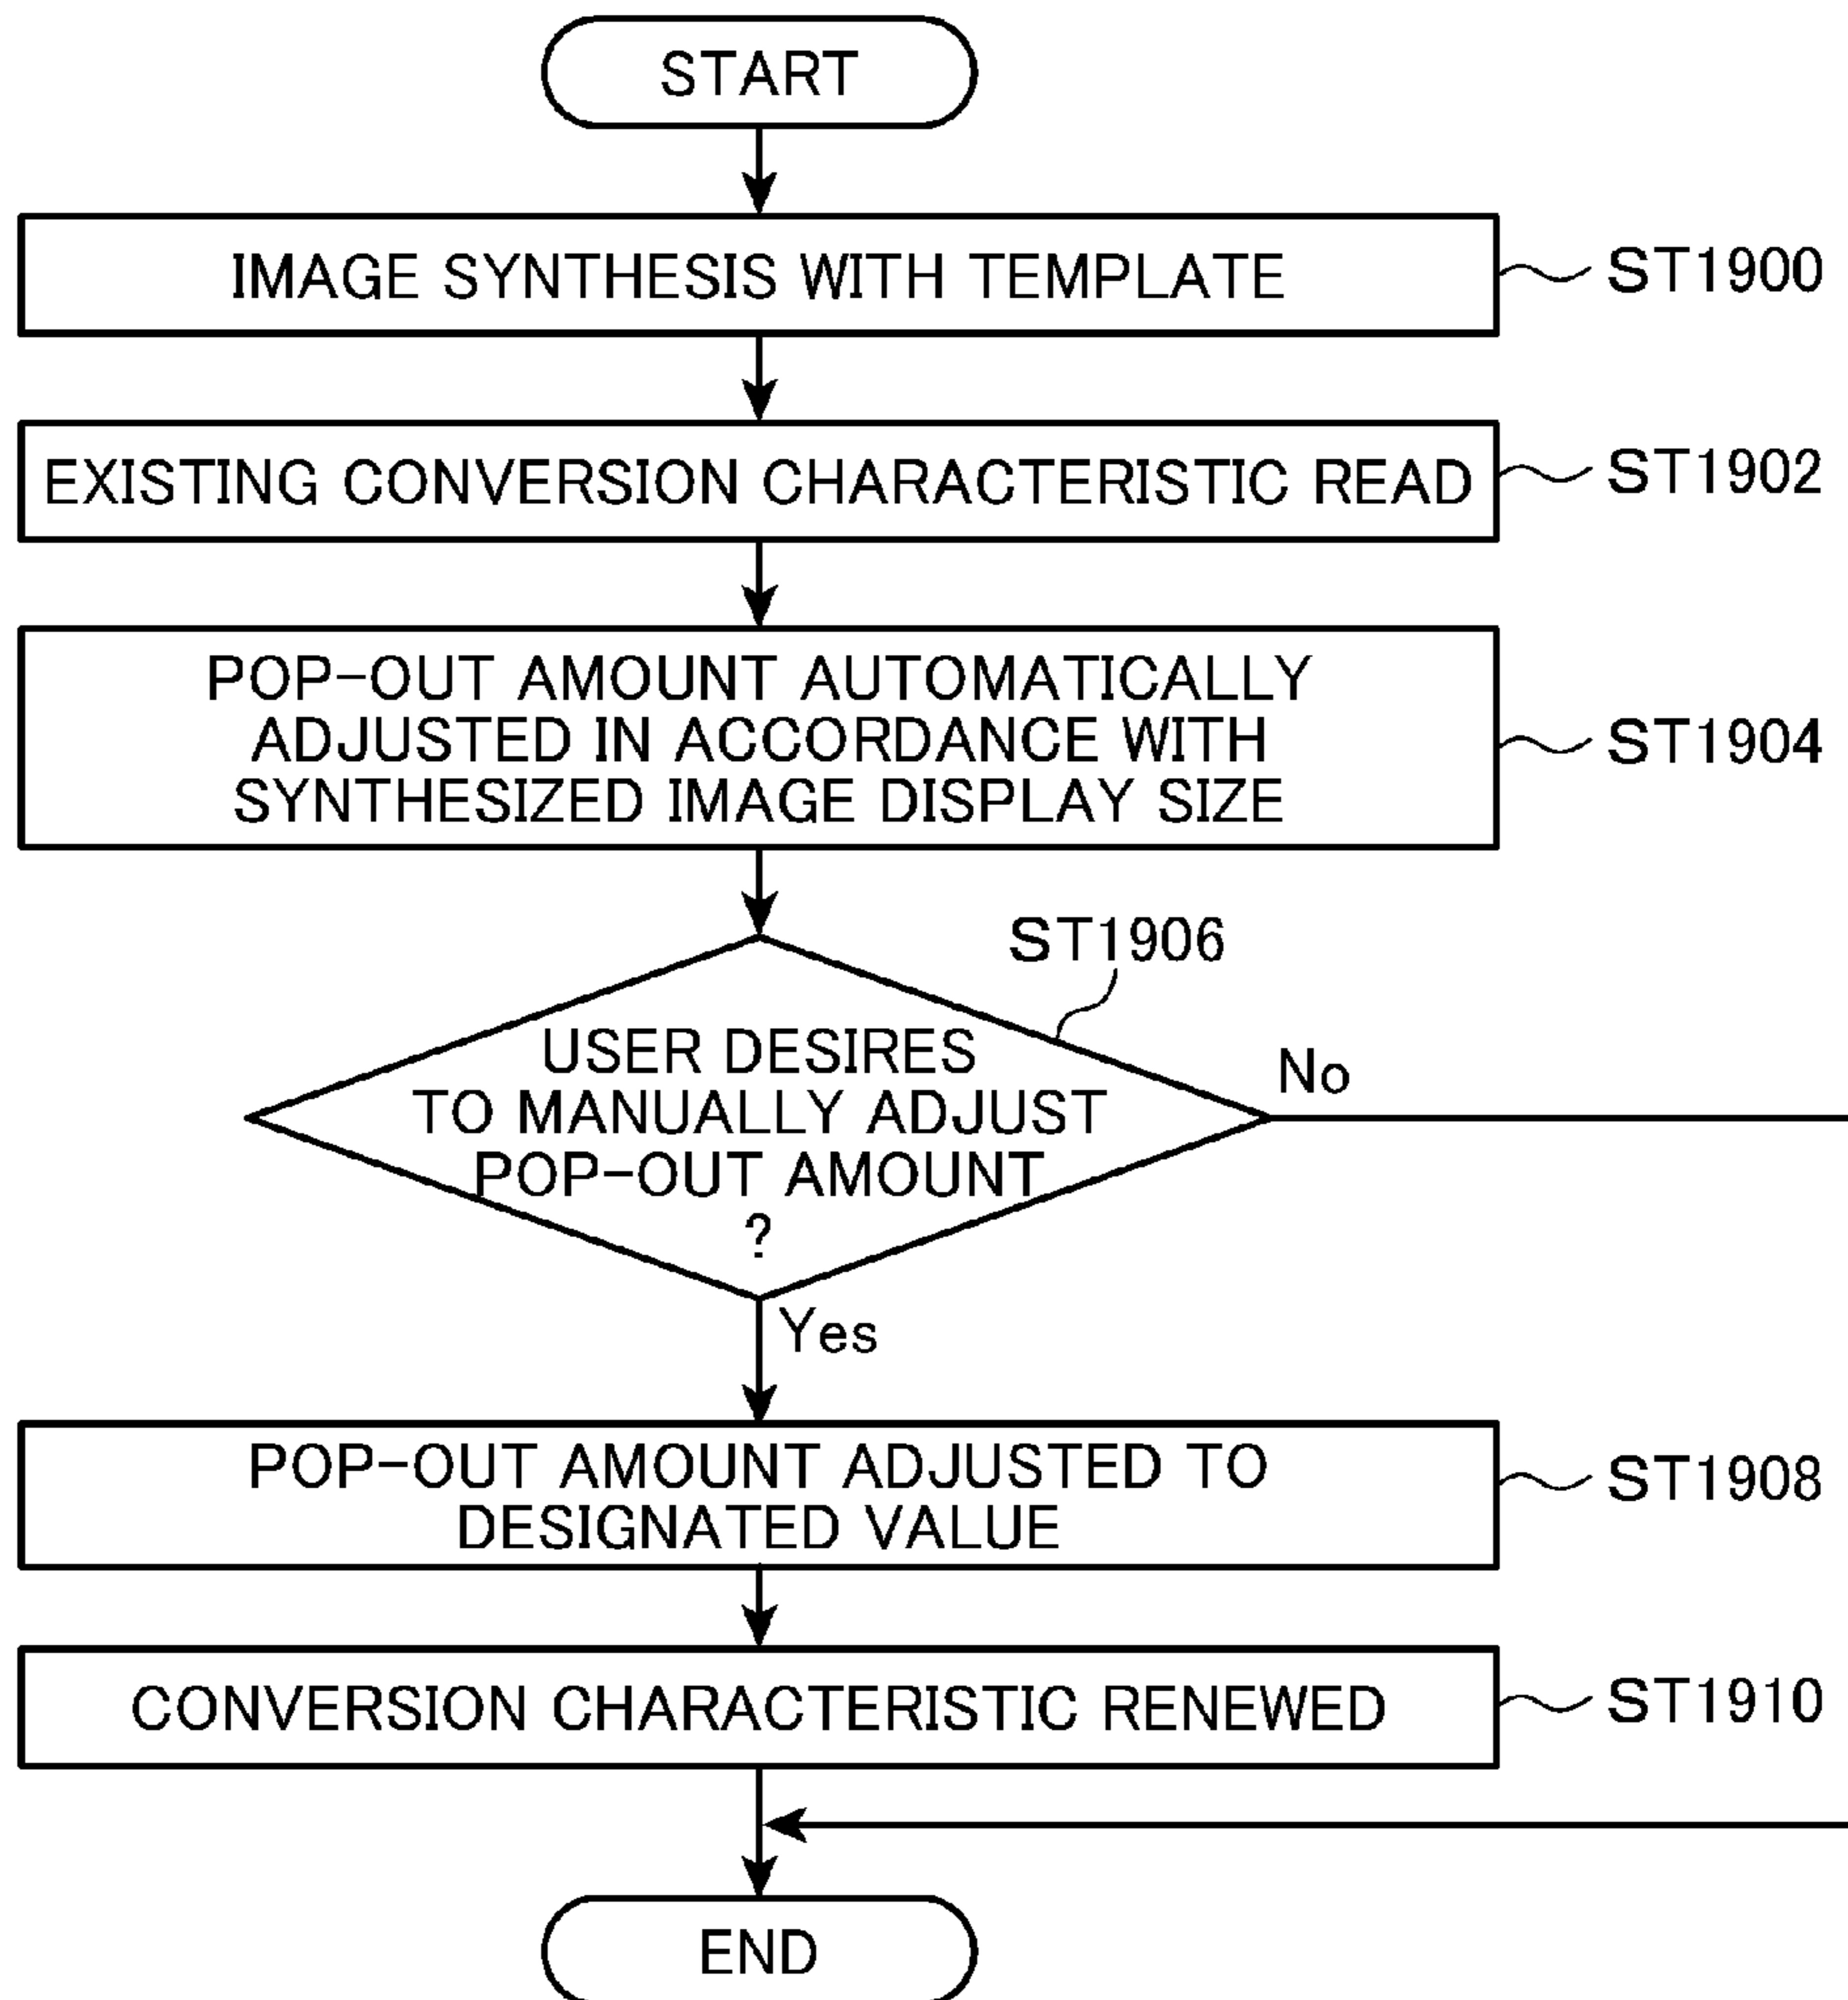 START
IMAGE SYNTHESIS WITH TEMPLATE
ST1900
EXISTING CONVERSION CHARACTERISTIC READ
ST1902
POP-OUT AMOUNT AUTOMATICALLY
ADJUSTED IN ACCORDANCE WITH
SYNTHESIZED IMAGE DISPLAY SIZE
ST1904
ST1906
USER DESIRES
TO MANUALLY ADJUST
POP-OUT AMOUNT
?
No
Yes
POP-OUT AMOUNT ADJUSTED TO
DESIGNATED VALUE
ST1908
CONVERSION CHARACTERISTIC RENEWED
ST1910
END